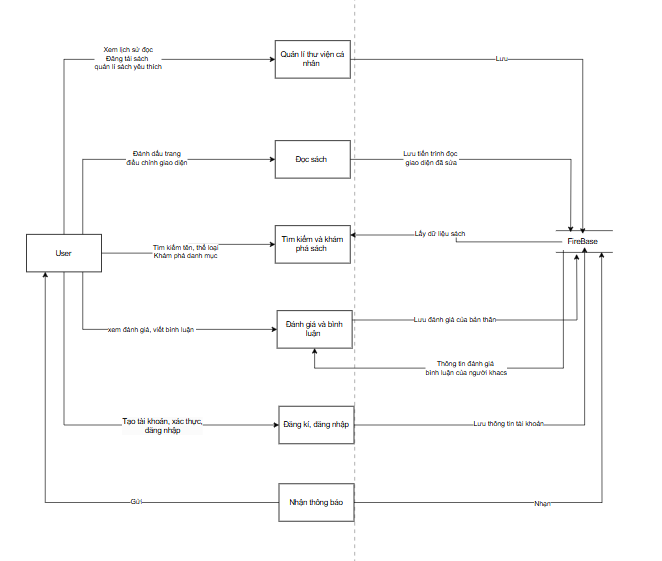 Xem lịch sử đọc
Đăng tải sách
quản lí sách yêu thích
Quản lí thư viện cá
nhân
Lưu
Đánh dấu trang
điều chỉnh giao diện
Đọc sách
Lưu tiến trình đọc
giao diện đã sửa
User
Tìm kiếm tên, thể loại
Khám phá danh mục
Tìm kiếm và khám
phá sách
Lấy dữ liệu sách
FireBase
xem đánh giá, viết bình luận
Đánh giá và bình
luận
Lưu đánh giá của bản thân
Thông tin đánh giá
bình luận của người khacs
Tạo tài khoản, xác thực,
đăng nhập
Đăng kí, đăng nhập
Lưu thông tin tài khoản
Gửi
Nhận thông báo
Nhận